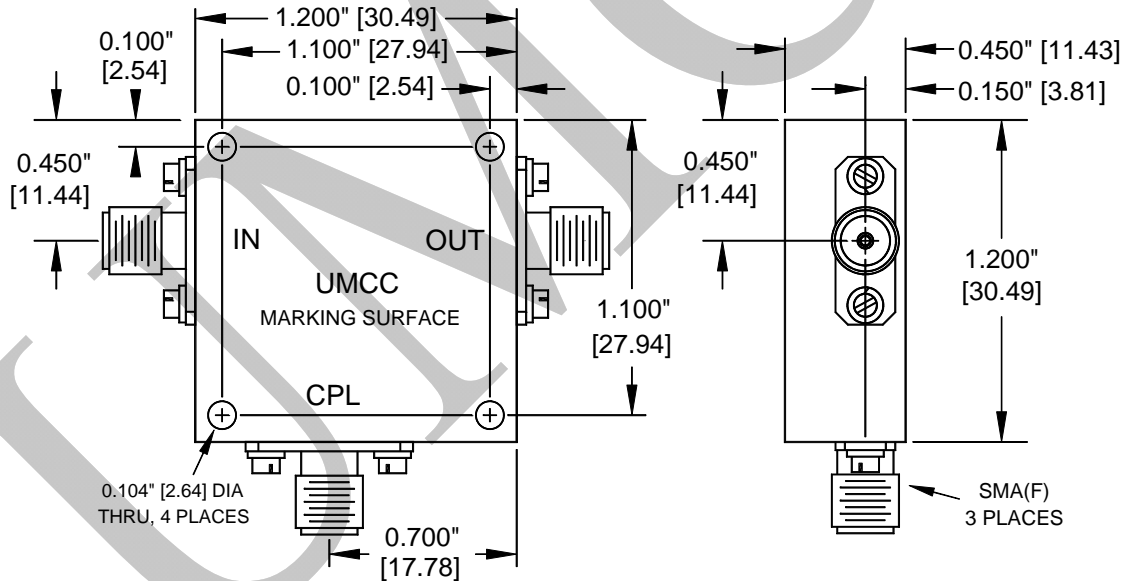 1.200" [30.49]
1.100" [27.94]
0.100" [2.54]
0.100"
[2.54]
0.450"
[11.44]
IN
OUT
UMCC
MARKING SURFACE
CPL
1.100"
[27.94]
0.104" [2.64] DIA
THRU, 4 PLACES
0.700"
[17.78]
0.450" [11.43]
0.150" [3.81]
0.450"
[11.44]
1.200"
[30.49]
SMA(F)
3 PLACES
UMC